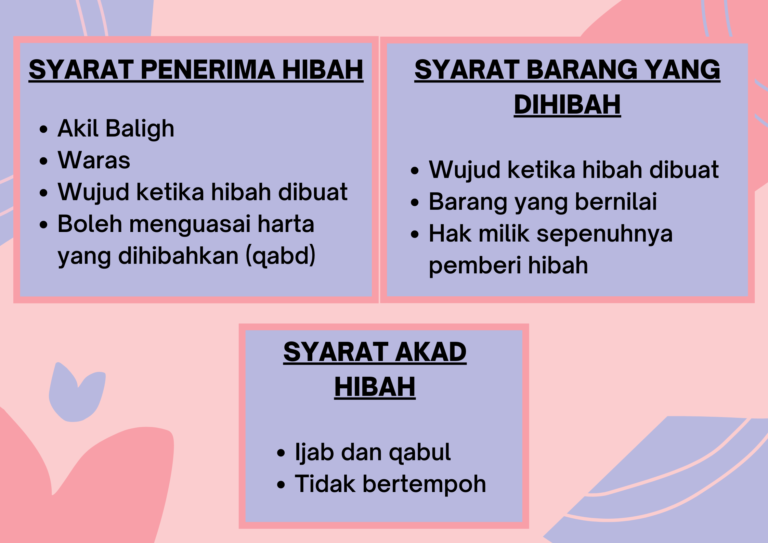 SYARAT PENERIMA HIBAH
• Akil Baligh
• Waras
• Wujud ketika hibah dibuat
• Boleh menguasai harta
yang dihibahkan (qabd)
SYARAT BARANG YANG
DIHIBAH
• Wujud ketika hibah dibuat
• Barang yang bernilai
• Hak milik sepenuhnya
pemberi hibah
SYARAT AKAD
HIBAH
• Ijab dan qabul
• Tidak bertempoh